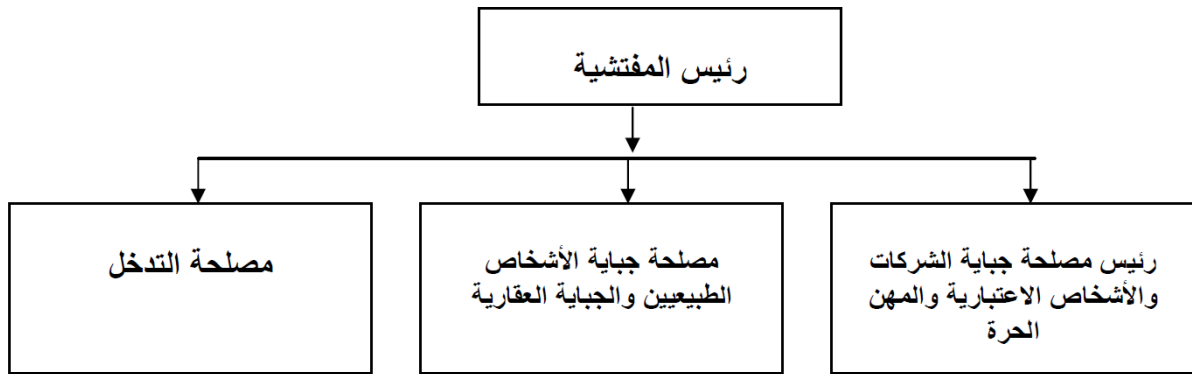 رئيس المفتشية
رئيس مصلحة جباية الشركات
والأشخاص الاعتبارية والمهن
الحرة
مصلحة جباية الأشخاص
الطبيعيين والجباية العقارية
مصلحة التدخل